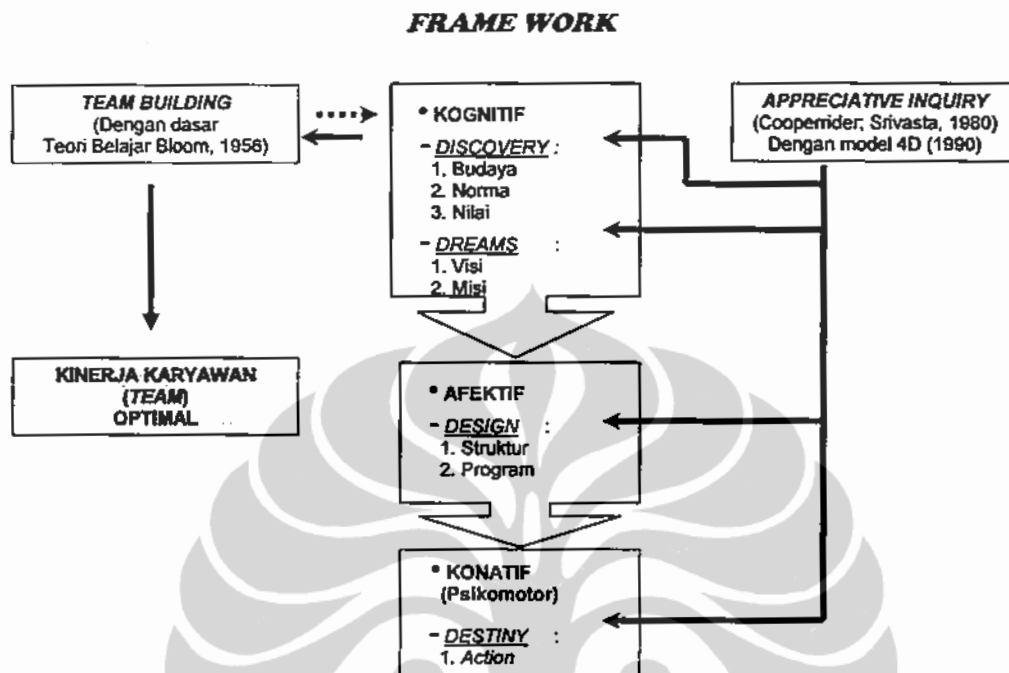 FRAME WORK
TEAM BUILDING
(Dengan dasar
Teori Belajar Bloom, 1956)
KINERJA KARYAWAN
(TEAM)
OPTIMAL
• KOGNITIF
- DISCOVERY :
1. Budaya
2. Norma
3. Nilai
- DREAMS :
1. Visi
2. Misi
• AFEKTIF
- DESIGN :
1. Struktur
2. Program
• KONATIF
(Psikomotor)
- DESTINY :
1. Action
APPRECIATIVE INQUIRY
(Cooperrider; Srivasta, 1980)
Dengan model 4D (1990)